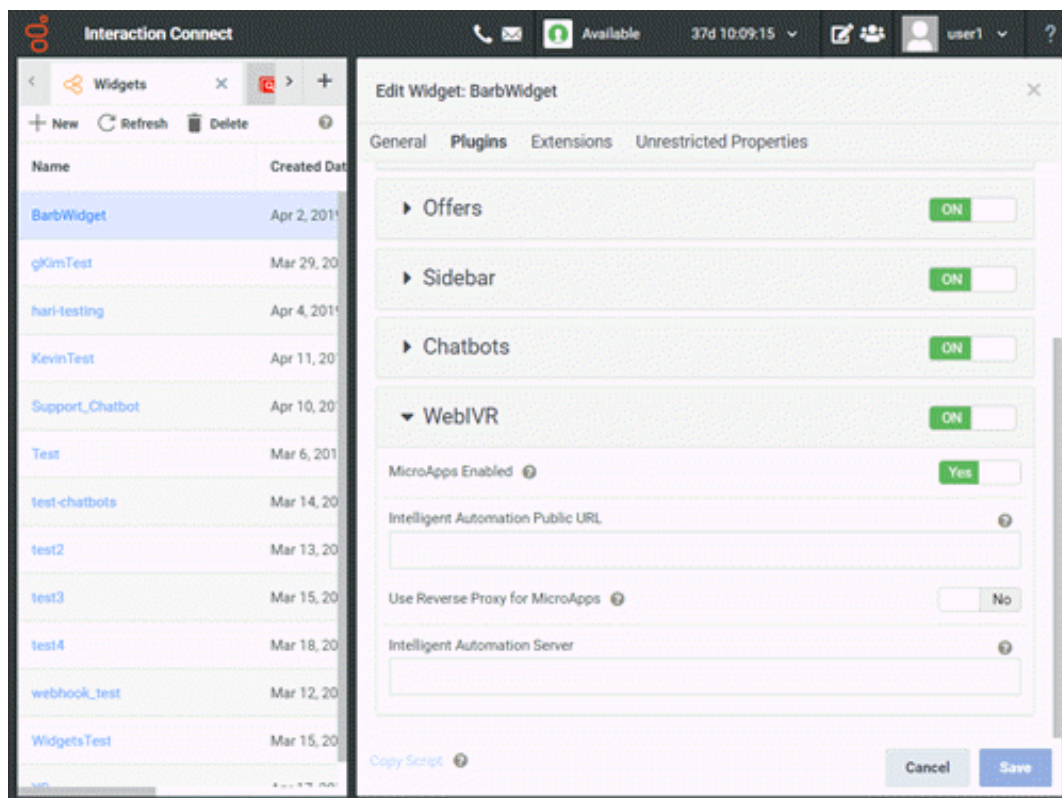 Interaction Connect
Available
37d 10:09:15
user1
?
Widgets
New
Refresh
Delete
Name
Created Dat
BarbWidget
Apr 2, 2019
gKimTest
Mar 29, 20
hari-testing
Apr 4, 2019
KevinTest
Apr 11, 20
Support_Chatbot
Apr 10, 20
Test
Mar 6, 201
test-chatbots
Mar 14, 20
test2
Mar 13, 20
test3
Mar 15, 20
test4
Mar 18, 20
webhook_test
Mar 12, 20
WidgetsTest
Mar 15, 20
Edit Widget: BarbWidget
General Plugins Extensions Unrestricted Properties
Offers
ON
Sidebar
ON
Chatbots
ON
WebIVR
ON
MicroApps Enabled
Yes
Intelligent Automation Public URL
Use Reverse Proxy for MicroApps
No
Intelligent Automation Server
Copy Script
Cancel
Save